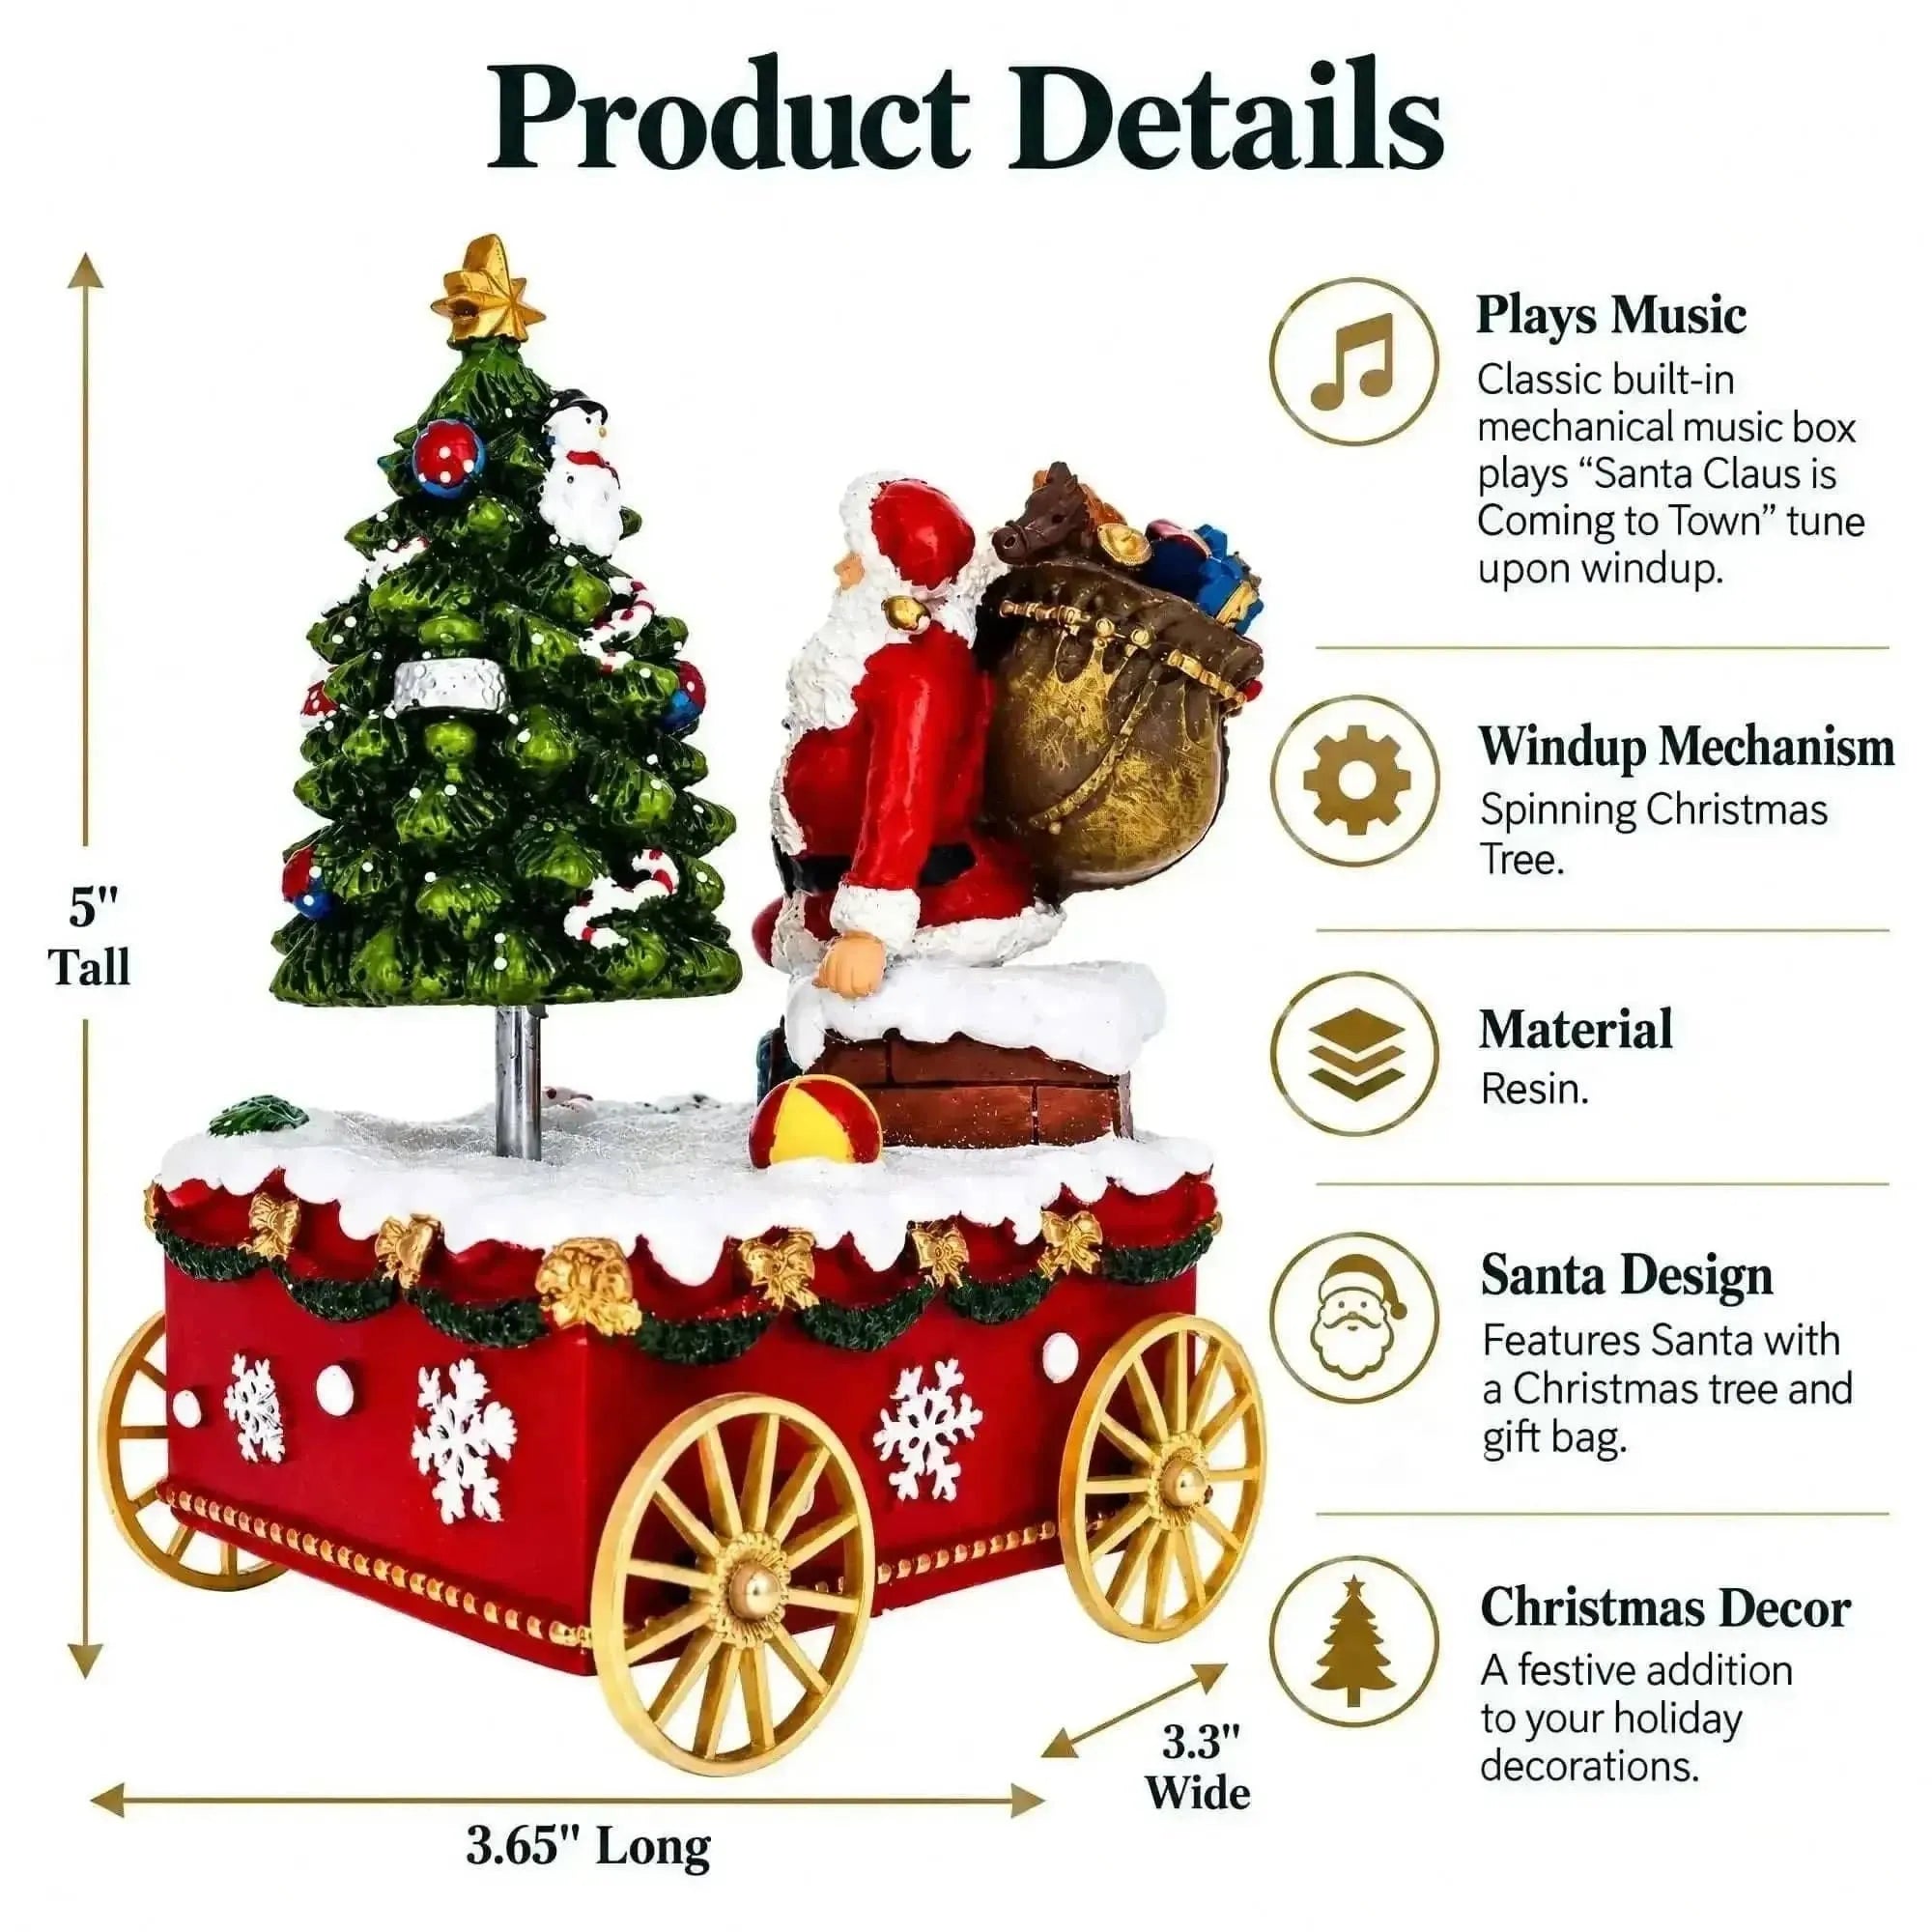 Product Details
Plays Music
Classic built-in
mechanical music box
plays “Santa Claus is
Coming to Town” tune
upon windup.
Windup Mechanism
Spinning Christmas
Tree.
Material
Resin.
Santa Design
Features Santa with
a Christmas tree and
gift bag.
Christmas Decor
A festive addition
to your holiday
decorations.
5"
Tall
3.3"
Wide
3.65" Long